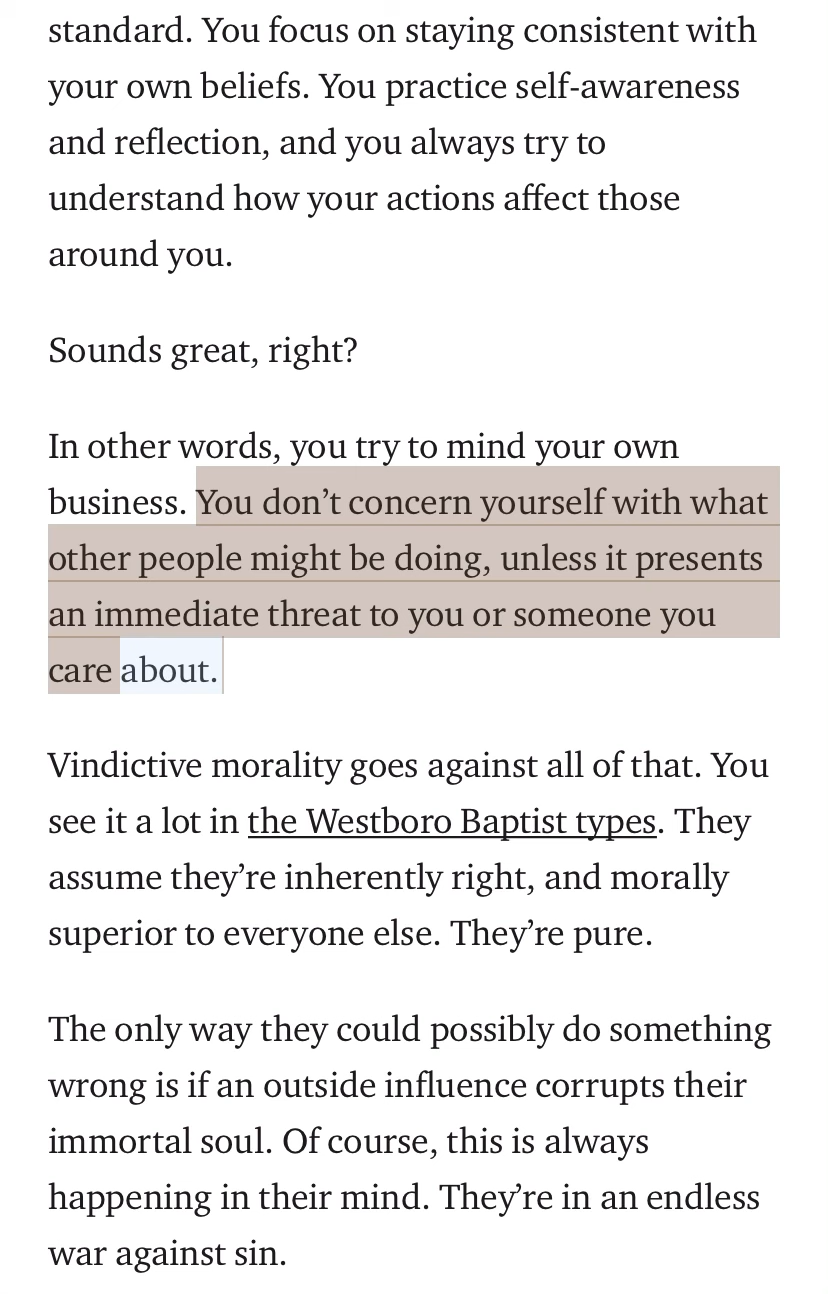 standard. You focus on staying consistent with
your own beliefs. You practice self-awareness
and reflection, and you always try to
understand how your actions affect those
around you.
Sounds great, right?
In other words, you try to mind your own
business. You don’t concern yourself with what
other people might be doing, unless it presents
an immediate threat to you or someone you
care about.
Vindictive morality goes against all of that. You
see it a lot in the Westboro Baptist types. They
assume they’re inherently right, and morally
superior to everyone else. They’re pure.
The only way they could possibly do something
wrong is if an outside influence corrupts their
immortal soul. Of course, this is always
happening in their mind. They’re in an endless
war against sin.